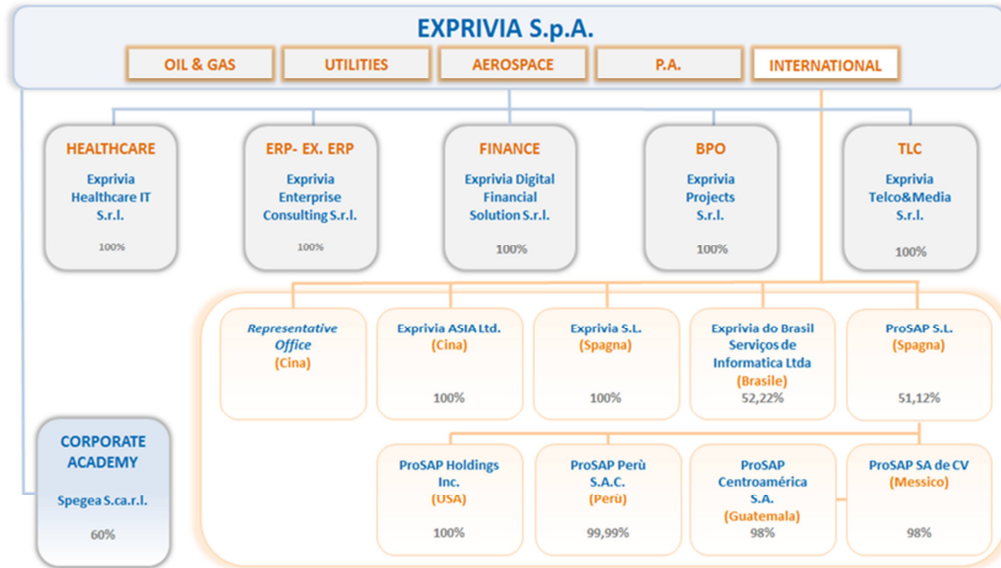 EXPRIVIA S.p.A.
OIL & GAS
UTILITIES
AEROSPACE
P.A.
INTERNATIONAL
HEALTHCARE
Exprivia
Healthcare IT
S.r.l.
100%
ERP- EX. ERP
Exprivia
Enterprise
Consulting S.r.l.
100%
FINANCE
Exprivia Digital
Financial
Solution S.r.l.
100%
BPO
Exprivia
Projects
S.r.l.
100%
TLC
Exprivia
Telco&Media
S.r.l.
100%
Representative
Office
(Cina)
Exprivia ASIA Ltd.
(Cina)
100%
Exprivia S.L.
(Spagna)
100%
Exprivia do Brasil
Serviços de
Informatica Ltda
(Brasile)
52,22%
ProSAP S.L.
(Spagna)
51,12%
CORPORATE
ACADEMY
Spegea S.ca.r.l.
60%
ProSAP Holdings
Inc.
(USA)
100%
ProSAP Perù
S.A.C.
(Perù)
99,99%
ProSAP
Centroamérica
S.A.
(Guatemala)
98%
ProSAP SA de CV
(Messico)
98%